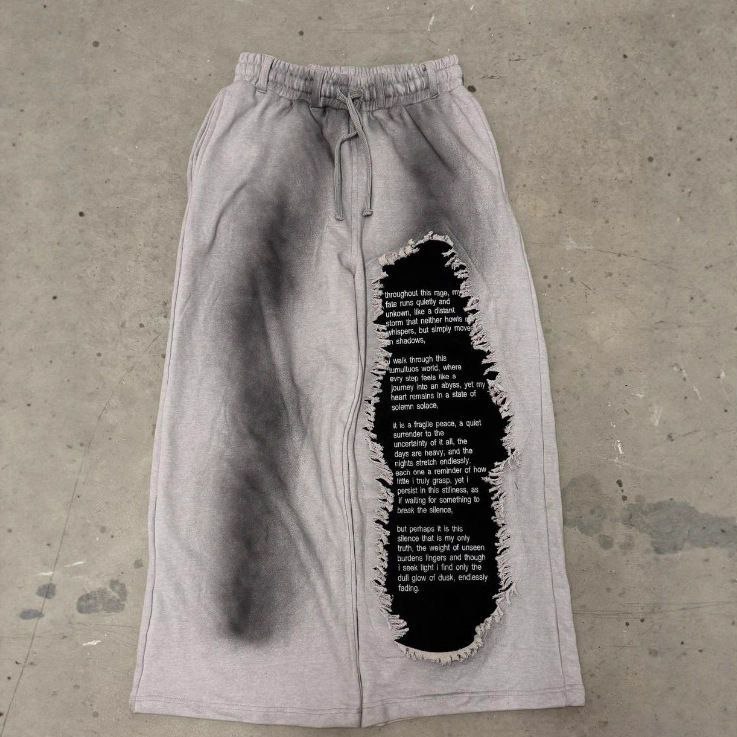 throughout this rage, my
fate runs quietly and
unkown, like a distant
storm that neither howls
whispers, but simply move
in shadows,
i walk through this
tumultuos world, where
evry step feels like a
journey into an abyss, yet my
heart remains in a state of
solemn solace,
it is a fragile peace, a quiet
surrender to the
uncertainty of it all, the
days are heavy, and the
nights stretch endlessly.
each one a reminder of how
little i truly grasp, yet i
persist in this stillness, as
if waiting for something to
break the silence,
but perhaps it is this
silence that is my only
truth, the weight of unseen
burdens lingers and though
i seek light i find only the
dull glow of dusk, endlessly
fading.